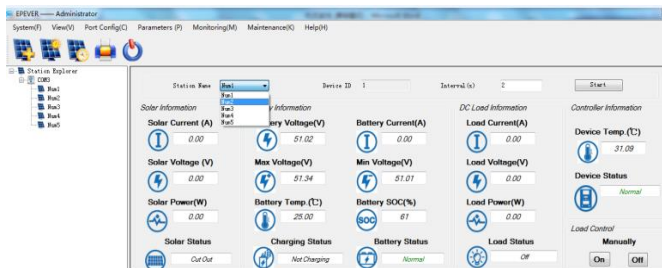 EPEVER —— Administrator
System(F) View(V) Port Config(C) Parameters (P) Monitoring(M) Maintenance(K) Help(H)
Station Explorer
COM3
Num1
Num2
Num3
Num4
Num5
Station Name Num1 Device ID 1 Interval(s) 2 Start
Num1
Num2
Num3
Num4
Num5
Solar Information Information DC Load Information Controller Information
Solar Current (A) ery Voltage(V) Battery Current(A) Load Current(A)
0.00 51.02 0.00 0.00
Device Temp.(℃)
31.09
Solar Voltage (V) Max Voltage(V) Min Voltage(V) Load Voltage(V)
0.00 51.34 51.01 0.00
Device Status
Normal
Solar Power(W) Battery Temp.(℃) Battery SOC(%) Load Power(W)
0.00 25.00 SOC 61 0.00
Load Control
Solar Status Charging Status Battery Status Load Status Manually
Cut Out Not Charging Normal Off On Off